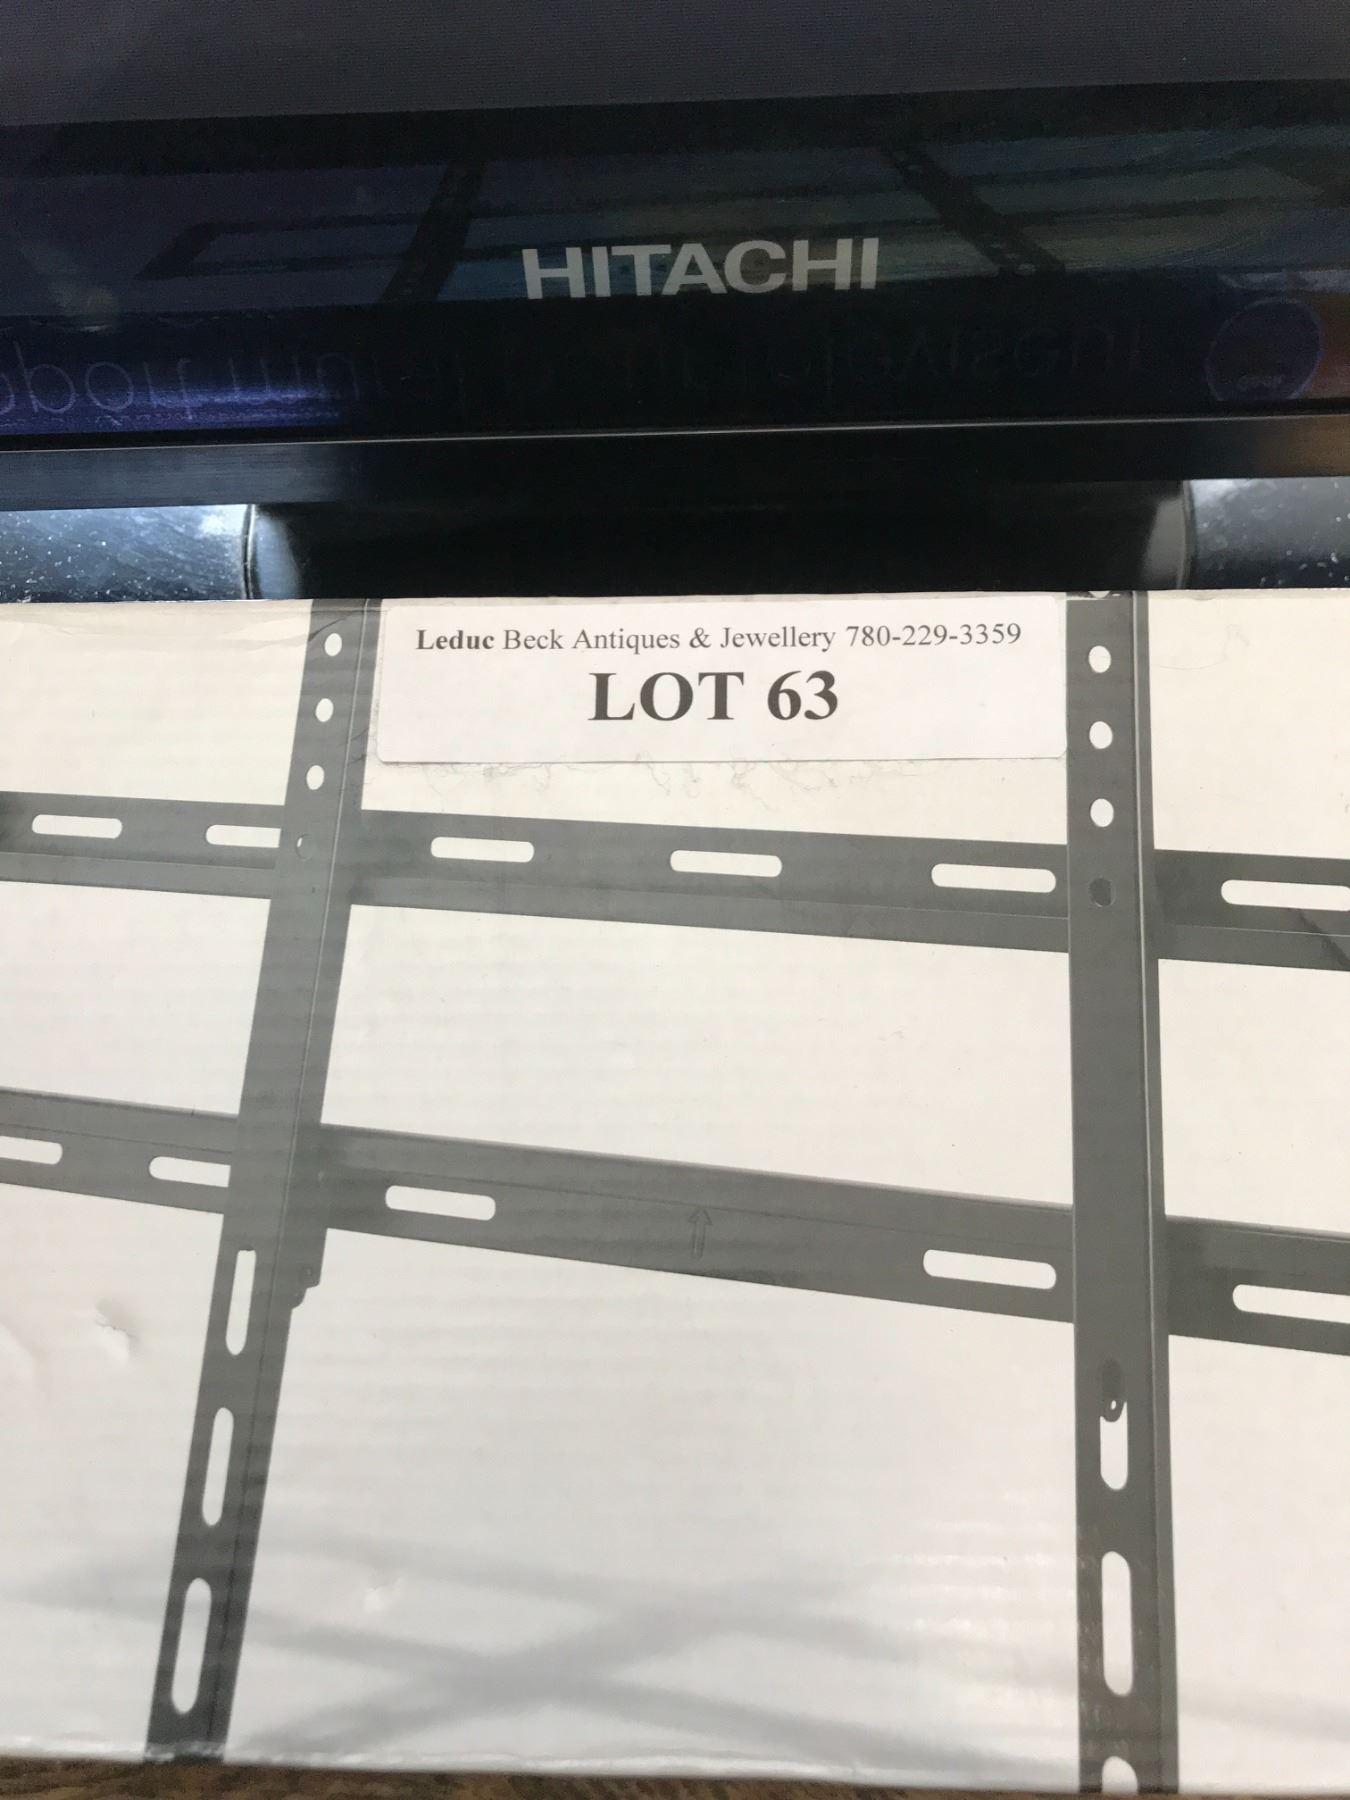 HITACHI
Leduc Beck Antiques & Jewellery 780-229-3359
LOT 63